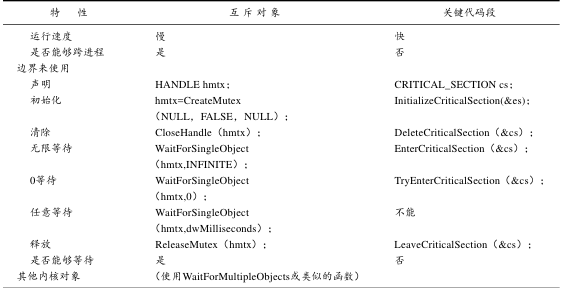 特 性 互 斥 对 象 关键代码段
运行速度 慢 快
是否能够跨进程 是 否
边界来使用
声明 HANDLE hmtx； CRITICAL_SECTION cs；
初始化 hmtx=CreateMutex InitializeCriticalSection(&es)；
（NULL，FALSE，NULL）；
清除 CloseHandle（hmtx）； DeleteCriticalSection（&cs）；
无限等待 WaitForSingleObject EnterCriticalSection（&cs）；
（hmtx,INFINITE）；
0等待 WaitForSingleObject TryEnterCriticalSection（&cs）；
（hmtx,0）；
任意等待 WaitForSingleObject 不能
（hmtx,dwMilliseconds）；
释放 ReleaseMutex（hmtx）； LeaveCriticalSection（&cs）；
是否能够等待 是 否
其他内核对象 （使用WaitForMultipleObjects或类似的函数）